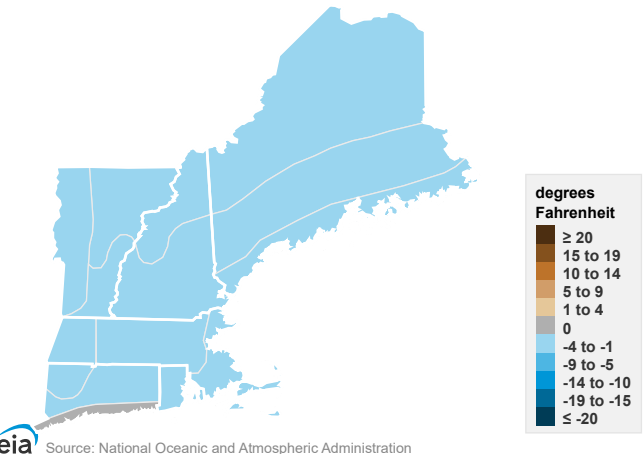 degrees
Fahrenheit
≥ 20
15 to 19
10 to 14
5 to 9
1 to 4
0
-4 to -1
-9 to -5
-14 to -10
-19 to -15
≤ -20
eia
Source: National Oceanic and Atmospheric Administration